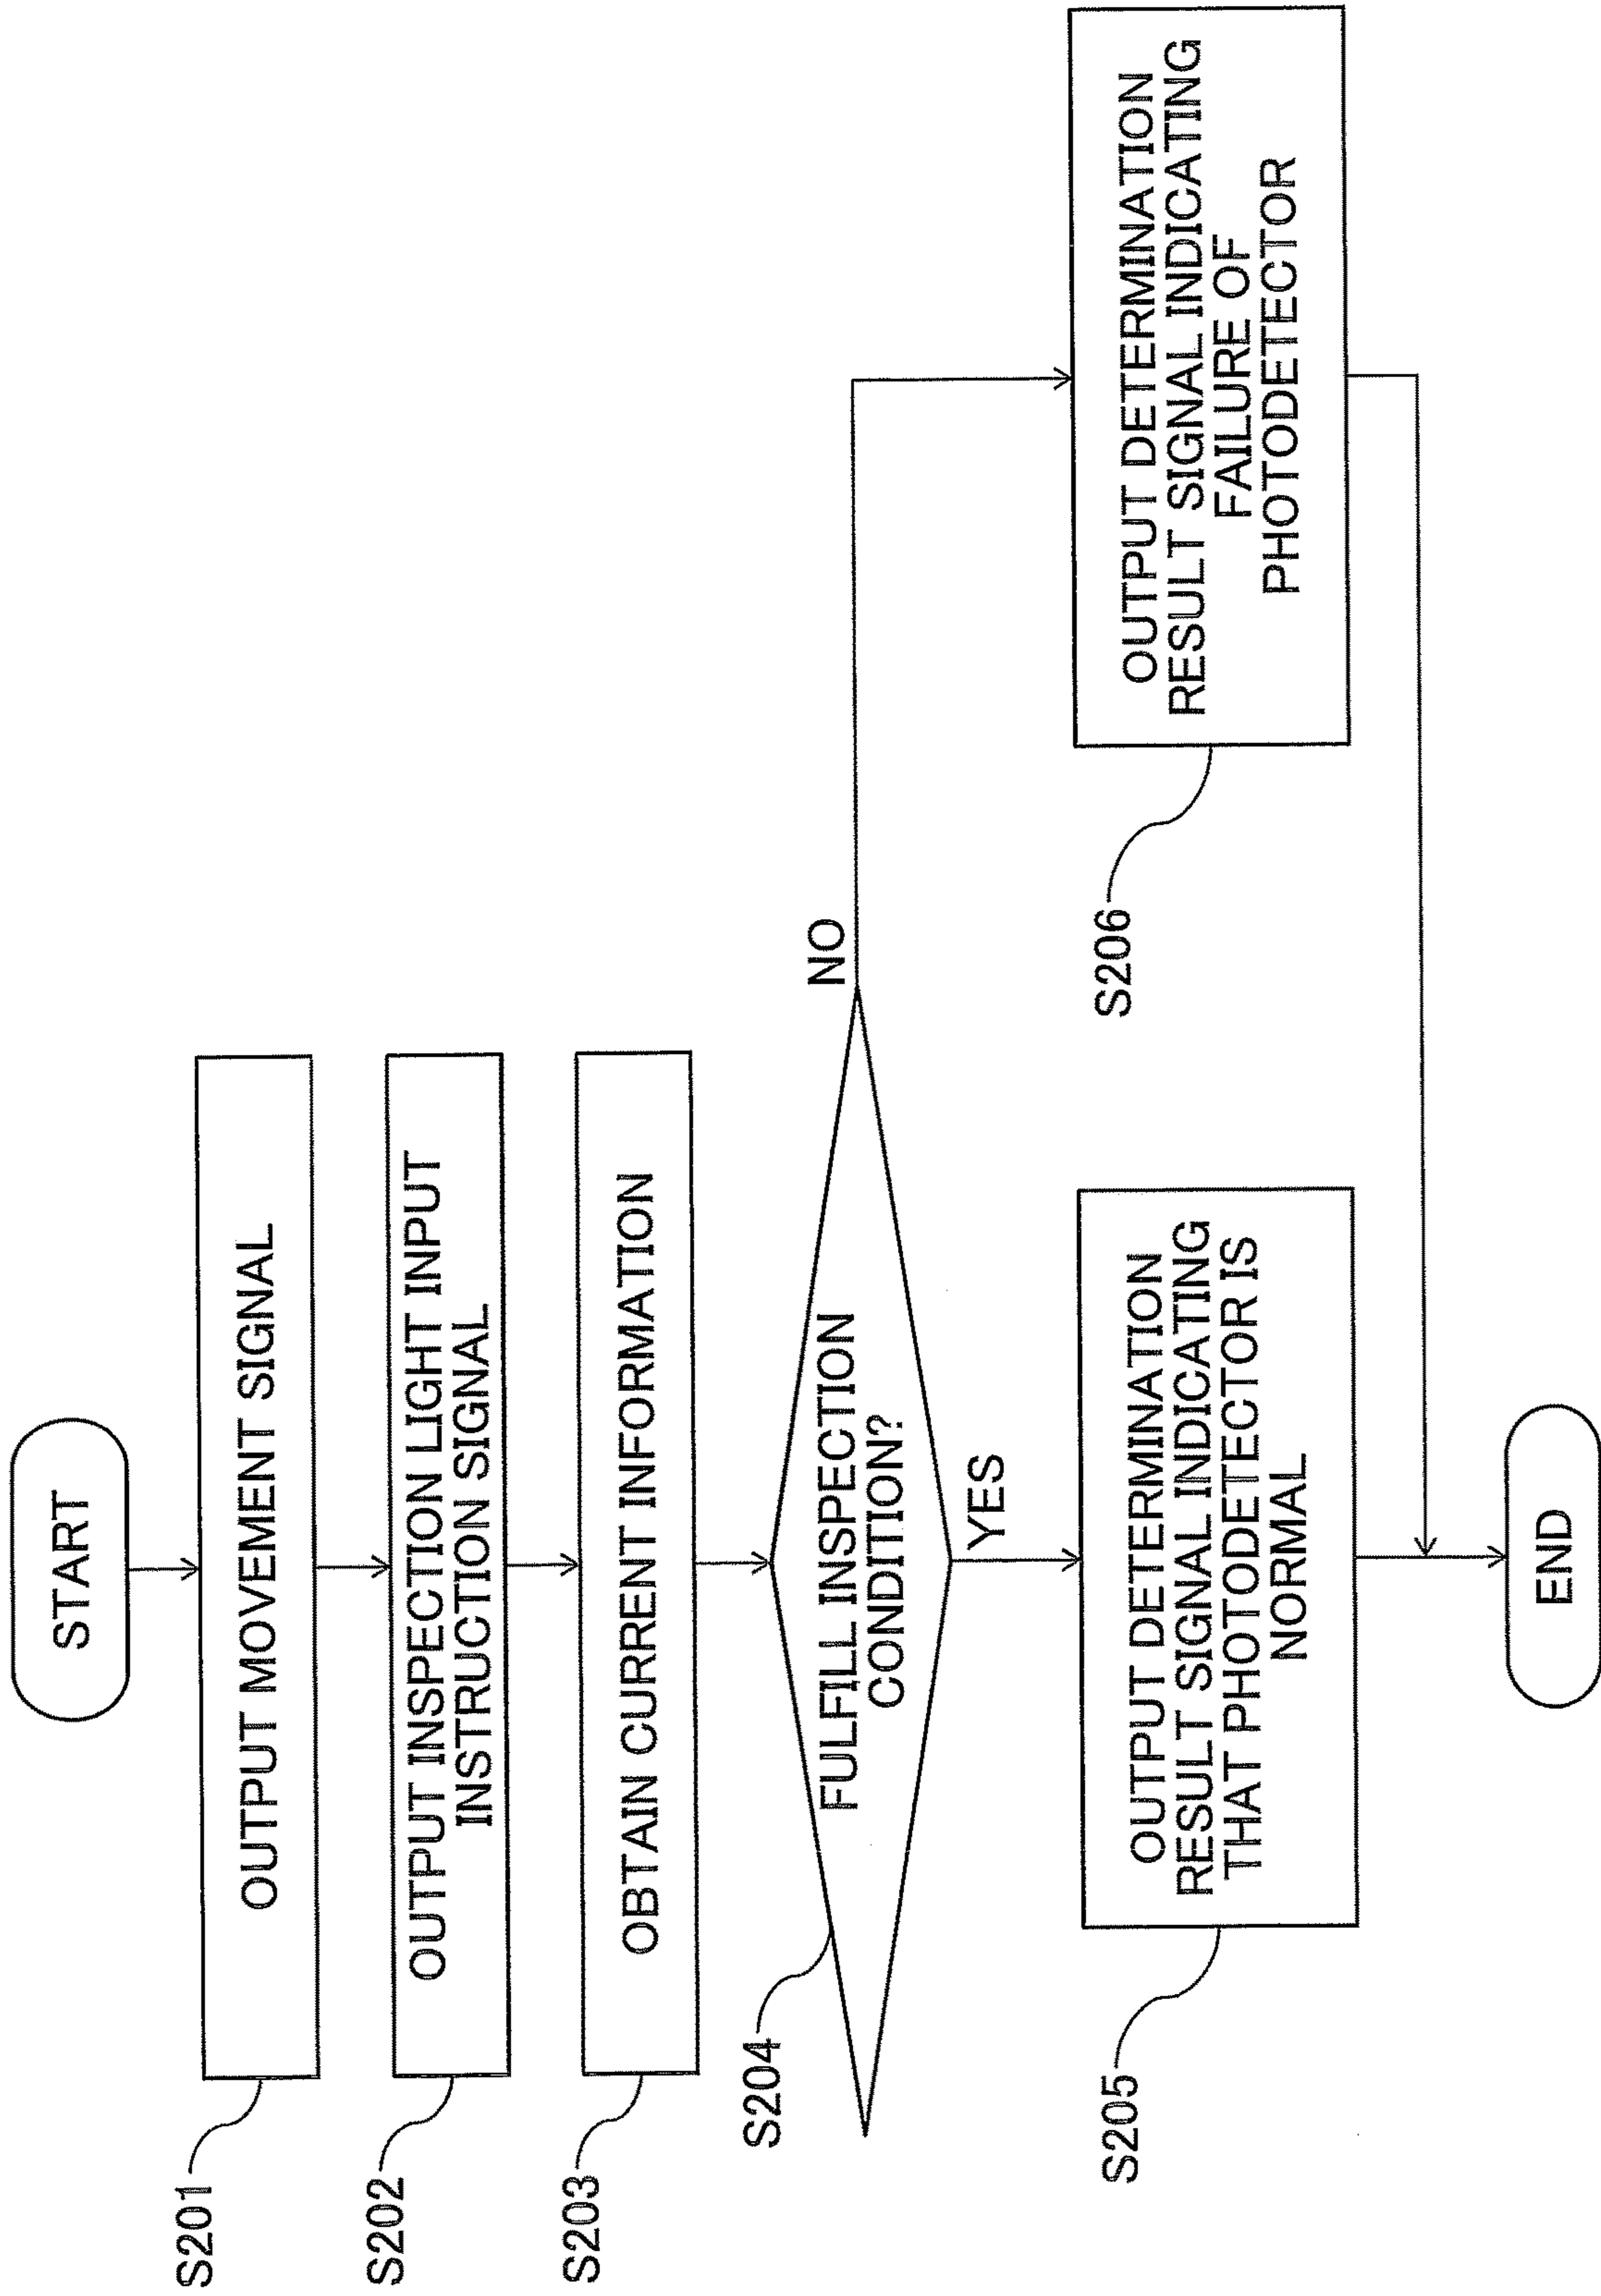 START
S201
OUTPUT MOVEMENT SIGNAL
S202
OUTPUT INSPECTION LIGHT INPUT
INSTRUCTION SIGNAL
S203
OBTAIN CURRENT INFORMATION
S204
FULFILL INSPECTION
CONDITION?
NO
YES
S205
OUTPUT DETERMINATION
RESULT SIGNAL INDICATING
THAT PHOTODETECTOR IS
NORMAL
S206
OUTPUT DETERMINATION
RESULT SIGNAL INDICATING
FAILURE OF
PHOTODETECTOR
END